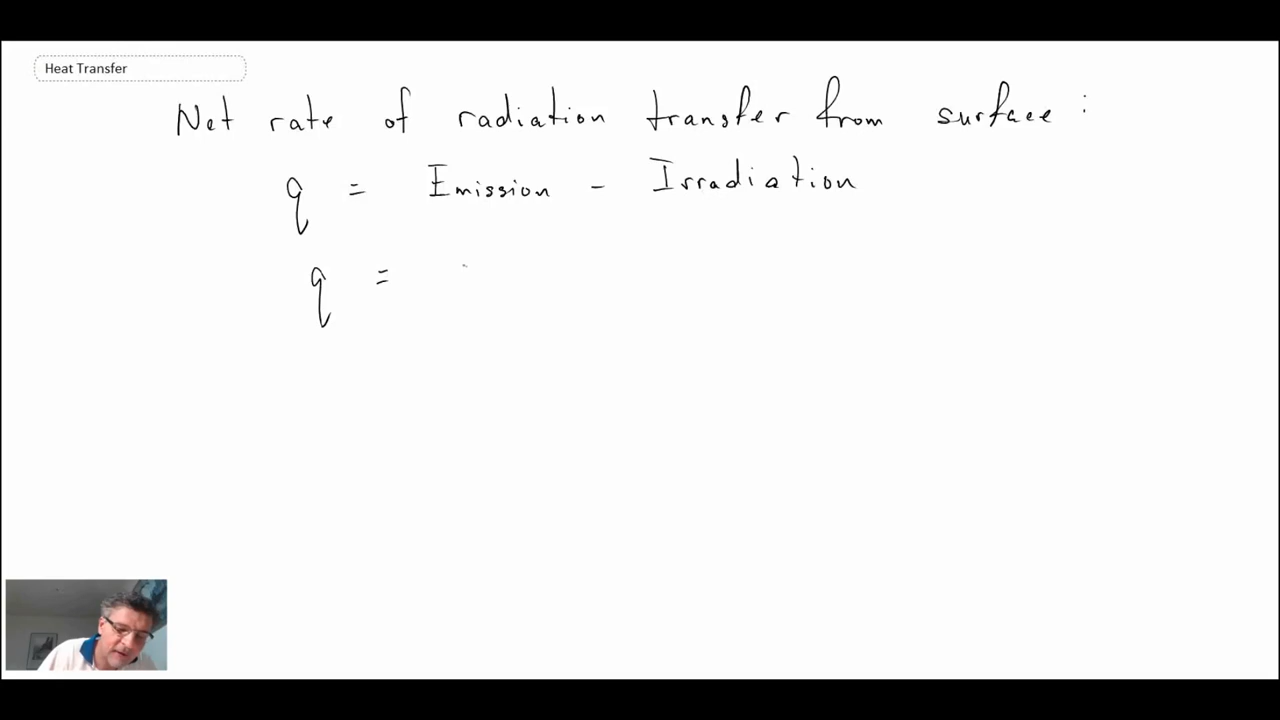 Heat Transfer
Net rate of radiation transfer from surface :
q = Emission - Irradiation
q =